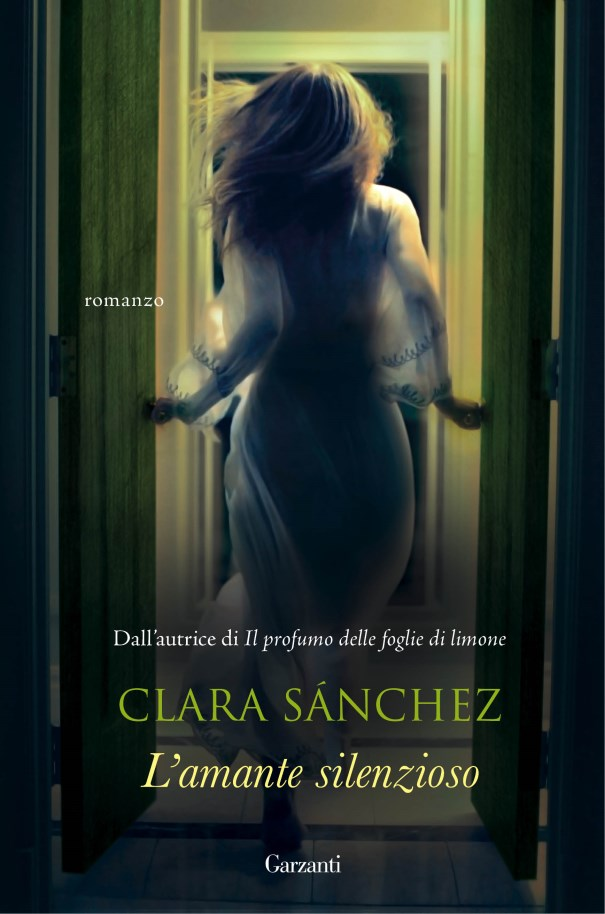 romanzo
Dall'autrice di Il profumo delle foglie di limone
CLARA SÁNCHEZ
L'amante silenzioso
Garzanti